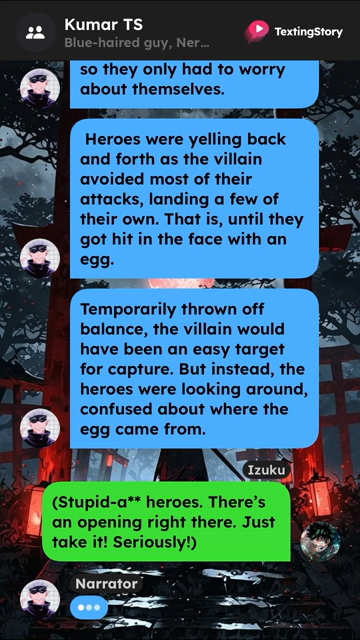 Kumar TS
Blue-haired guy, Ner...
TextingStory
so they only had to worry
about themselves.
Heroes were yelling back
and forth as the villain
avoided most of their
attacks, landing a few of
their own. That is, until they
got hit in the face with an
egg.
Temporarily thrown off
balance, the villain would
have been an easy target
for capture. But instead, the
heroes were looking around,
confused about where the
egg came from.
Izuku
(Stupid-a** heroes. There’s
an opening right there. Just
take it! Seriously!)
Narrator